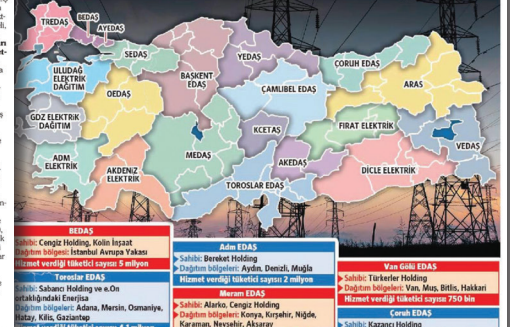 TREDAŞ
BEDAŞ
AYEDAŞ
SEDAŞ
ULUDAĞ
ELEKTRİK
DAĞITIM
OEDAŞ
GDZ ELEKTRİK
DAĞITIM
ADM
ELEKTRİK
AKDENİZ
ELEKTRİK
BAŞKENT
EDAŞ
MEDAŞ
YEDAŞ
ÇAMLIBEL EDAŞ
KCETAŞ
AKEDAŞ
TOROSLAR EDAŞ
ÇORUH EDAŞ
ARAS
FIRAT ELEKTRİK
DİCLE ELEKTRİK
VEDAŞ
BEDAŞ
Sahibi: Cengiz Holding, Kolin İnşaat
Dağıtım bölgesi: İstanbul Avrupa Yakası
Hizmet verdiği tüketici sayısı: 5 milyon
Toroslar EDAŞ
Sahibi: Sabancı Holding ve e.On
ortaklığındaki Enerjisa
Dağıtım bölgeleri: Adana, Mersin, Osmaniye,
Hatay, Kilis, Gaziantep
Adm EDAŞ
Sahibi: Bereket Holding
Dağıtım bölgeleri: Aydın, Denizli, Muğla
Hizmet verdiği tüketici sayısı: 2 milyon
Meram EDAŞ
Sahibi: Alarko, Cengiz Holding
Dağıtım bölgeleri: Konya, Kırşehir, Niğde,
Karaman, Nevşehir, Aksaray
Van Gölü EDAŞ
Sahibi: Türkerler Holding
Dağıtım bölgeleri: Van, Muş, Bitlis, Hakkari
Hizmet verdiği tüketici sayısı: 750 bin
Çoruh EDAŞ
Sahibi: Kazancı Holding